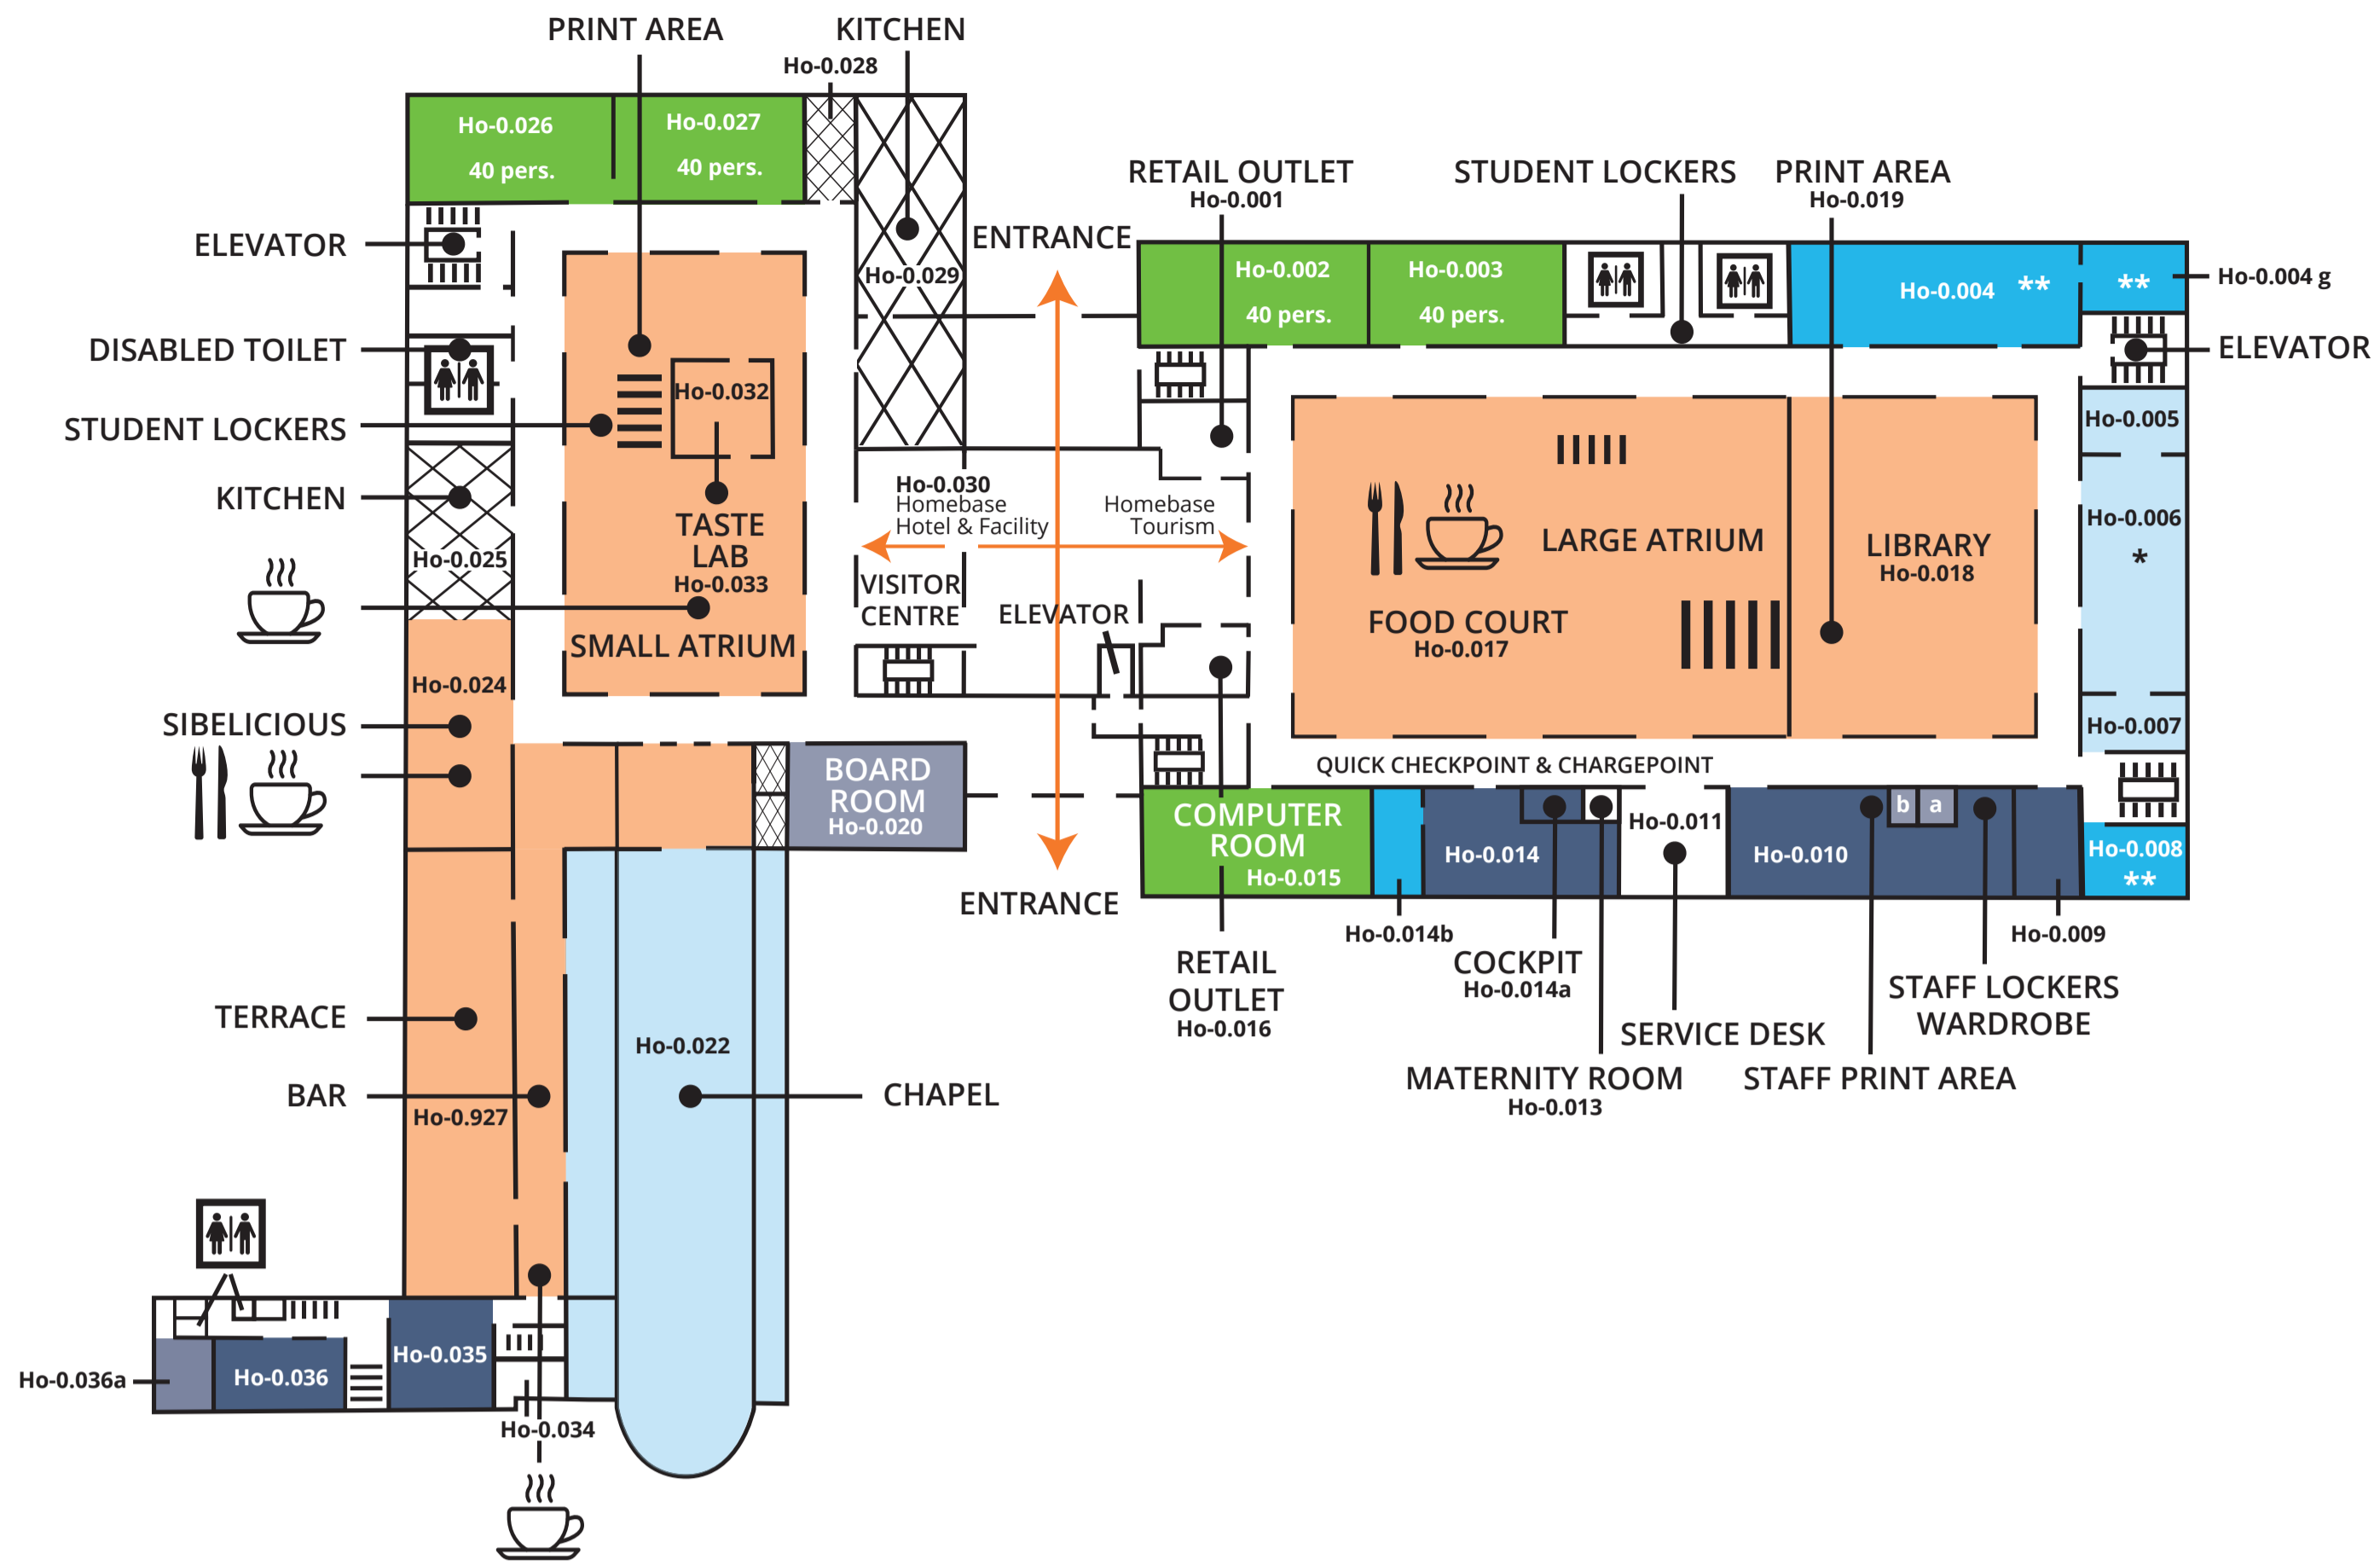 PRINT AREA
KITCHEN
Ho-0.028
Ho-0.026
40 pers.
Ho-0.027
40 pers.
ELEVATOR
DISABLED TOILET
STUDENT LOCKERS
KITCHEN
Ho-0.025
Ho-0.029
Ho-0.032
TASTE
LAB
Ho-0.033
SMALL ATRIUM
Ho-0.024
SIBELICIOUS
ENTRANCE
Ho-0.030
Homebase
Hotel & Facility
Homebase
Tourism
VISITOR
CENTRE
ELEVATOR
BOARD
ROOM
Ho-0.020
ENTRANCE
TERRACE
BAR
Ho-0.927
Ho-0.022
CHAPEL
Ho-0.036a
Ho-0.036
Ho-0.035
Ho-0.034
RETAIL OUTLET
Ho-0.001
STUDENT LOCKERS
PRINT AREA
Ho-0.019
Ho-0.002
40 pers.
Ho-0.003
40 pers.
Ho-0.004 **
**
Ho-0.004 g
ELEVATOR
Ho-0.005
Ho-0.006
*
Ho-0.007
LARGE ATRIUM
FOOD COURT
Ho-0.017
LIBRARY
Ho-0.018
QUICK CHECKPOINT & CHARGEPOINT
COMPUTER
ROOM
Ho-0.015
Ho-0.014
Ho-0.011
Ho-0.010
b
a
Ho-0.008
**
Ho-0.014b
Ho-0.009
RETAIL
OUTLET
Ho-0.016
COCKPIT
Ho-0.014a
STAFF LOCKERS
WARDROBE
SERVICE DESK
MATERNITY ROOM
Ho-0.013
STAFF PRINT AREA